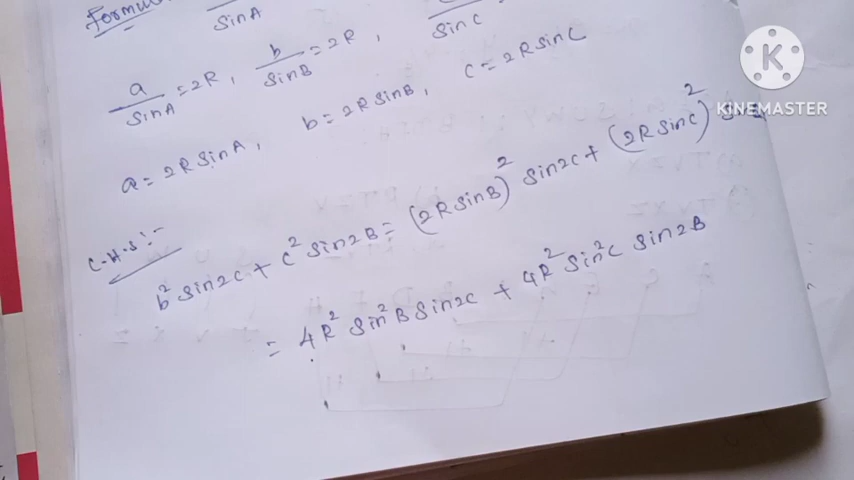 Formul
SinA
SinC
a/SinA = 2R, b/SinB = 2R,
a = 2R SinA, b = 2R SinB, c = 2R SinC
L-H-S:-
b² Sin2C + c² Sin2B = (2R SinB)² Sin2C + (2R SinC)²
= 4R² Sin²B Sin2C + 4R² Sin²C Sin2B
KINEMASTER